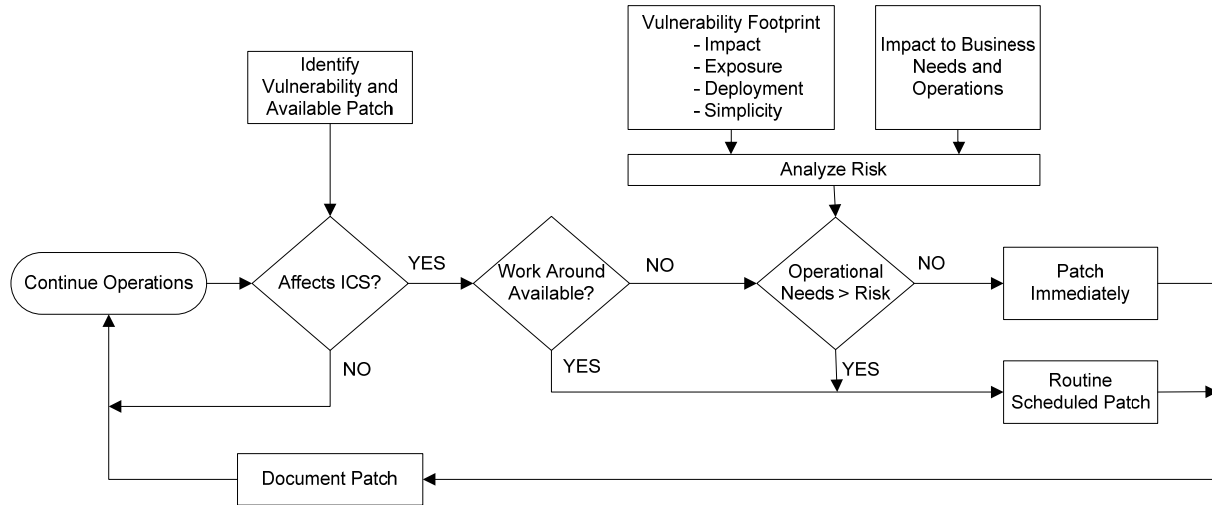 Vulnerability Footprint
- Impact
- Exposure
- Deployment
- Simplicity
Impact to Business
Needs and
Operations
Identify
Vulnerability and
Available Patch
Analyze Risk
Continue Operations
Affects ICS?
YES
NO
Work Around
Available?
NO
YES
Operational
Needs > Risk
NO
YES
Patch
Immediately
Routine
Scheduled Patch
Document Patch